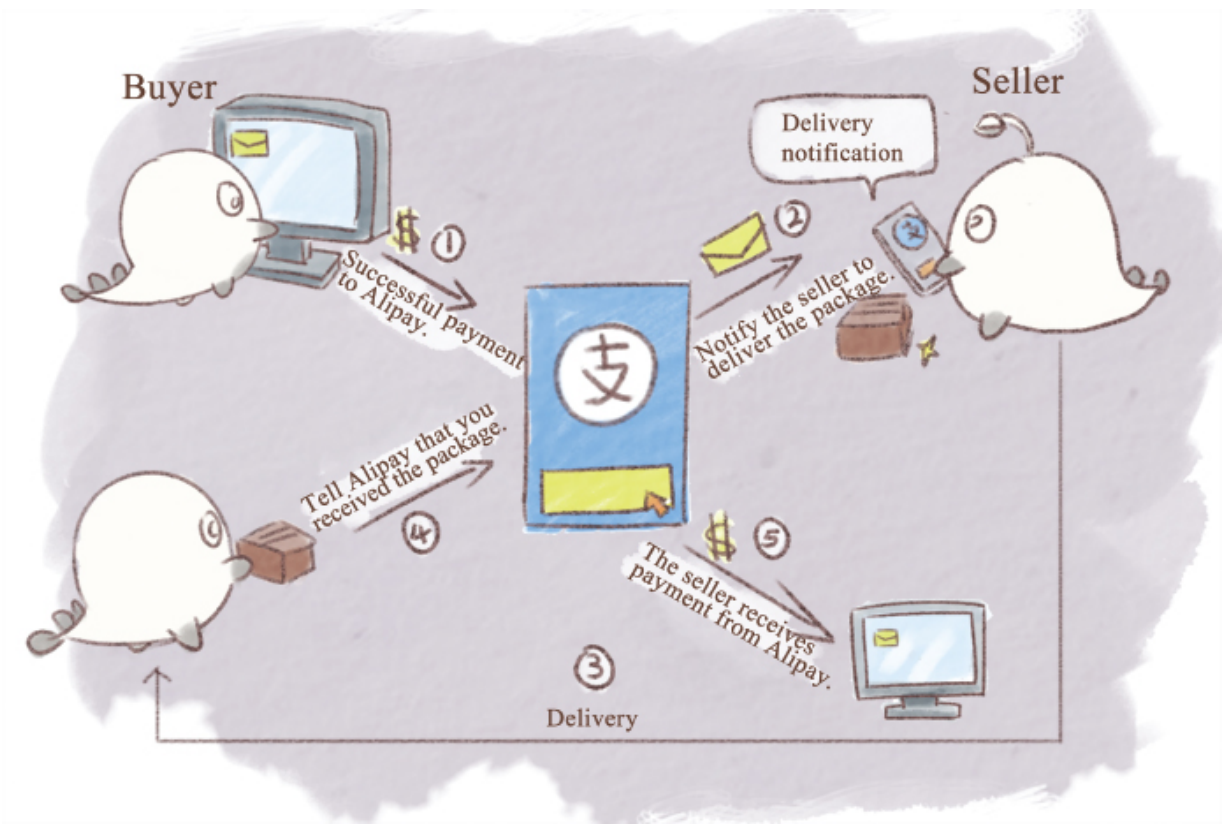 Buyer
Seller
Delivery
notification
$ ①
Successful payment
to Alipay.
②
Notify the seller to
deliver the package.
支
支
Tell Alipay that you
received the package.
④
$ ⑤
The seller receives
payment from Alipay.
③
Delivery